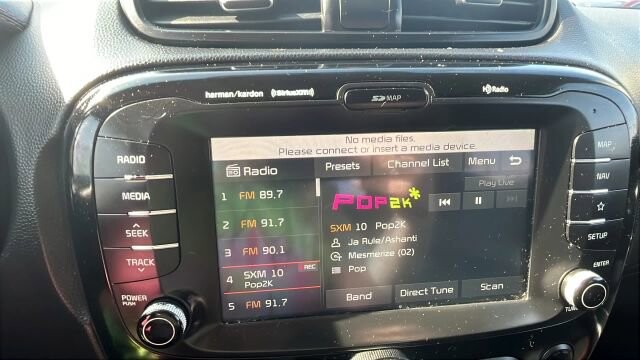 harman/kardon (SiriusXM)
SD MAP
HD Radio
No media files.
Please connect or insert a media device.
RADIO
MEDIA
SEEK
TRACK
POWER
PUSH
HD Radio
Presets
Channel List
Menu
Play Live
1 FM 89.7
2 FM 91.7
3 FM 90.1
4 SXM 10 REC
Pop2K
5 FM 91.7
POP2K*
SXM 10 Pop2K
Ja Rule/Ashanti
Mesmerize (02)
Pop
Band
Direct Tune
Scan
MAP
NAV
SETUP
ENTER
TUNE